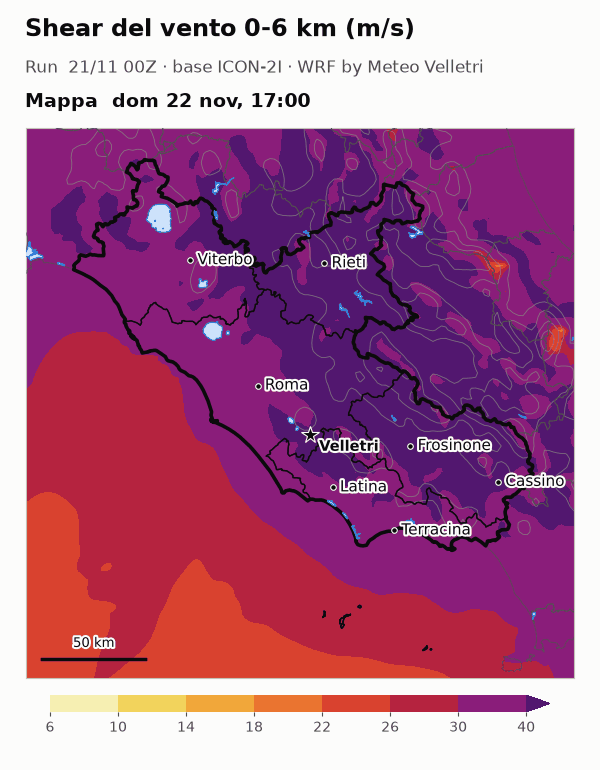 Shear del vento 0-6 km (m/s)
Run 21/11 00Z · base ICON-2I · WRF by Meteo Velletri
Mappa dom 22 nov, 17:00
Viterbo
Rieti
Roma
Velletri
Frosinone
Latina
Cassino
Terracina
50 km
6 10 14 18 22 26 30 40